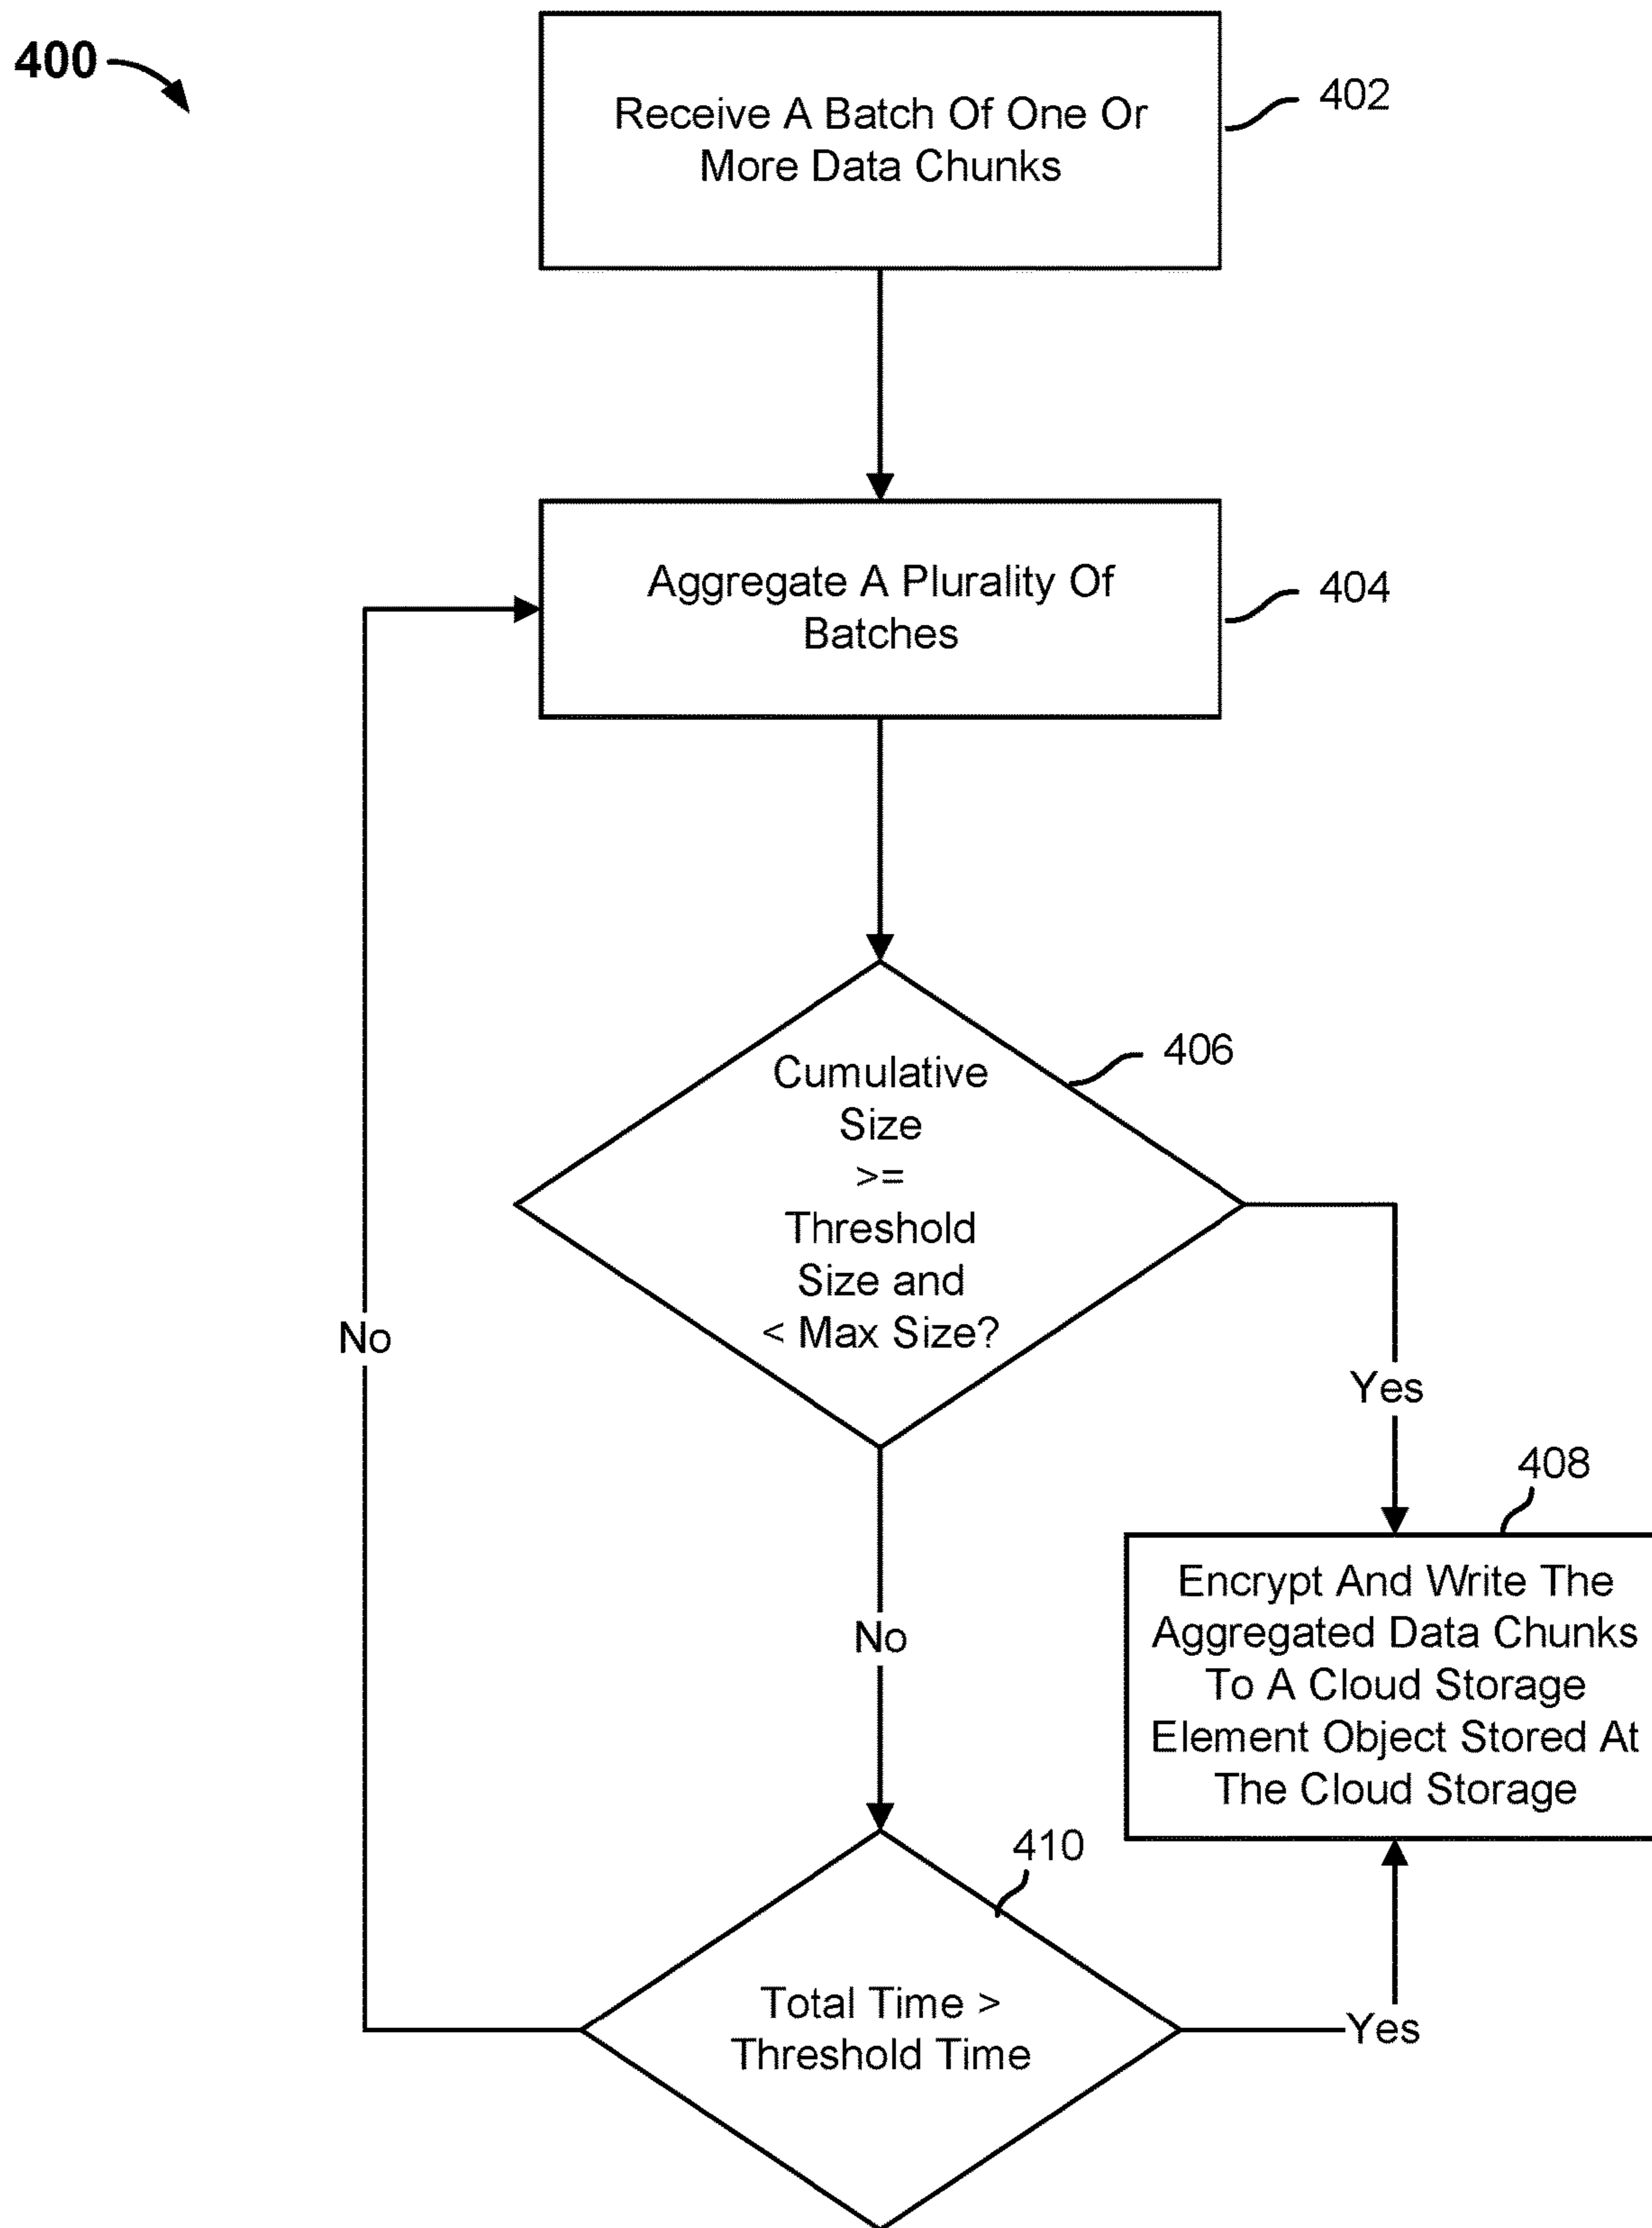 400
Receive A Batch Of One Or
More Data Chunks
402
Aggregate A Plurality Of
Batches
404
Cumulative
Size
>=
Threshold
Size and
< Max Size?
406
No
Yes
408
Encrypt And Write The
Aggregated Data Chunks
To A Cloud Storage
Element Object Stored At
The Cloud Storage
No
410
Total Time >
Threshold Time
Yes